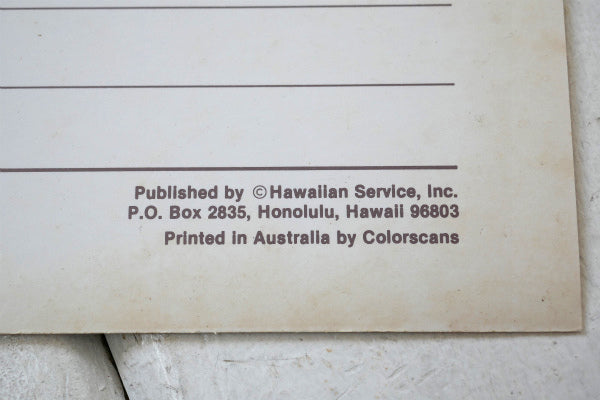 Published by ©Hawaiian Service, Inc.
P.O. Box 2835, Honolulu, Hawaii 96803
Printed in Australia by Colorscans